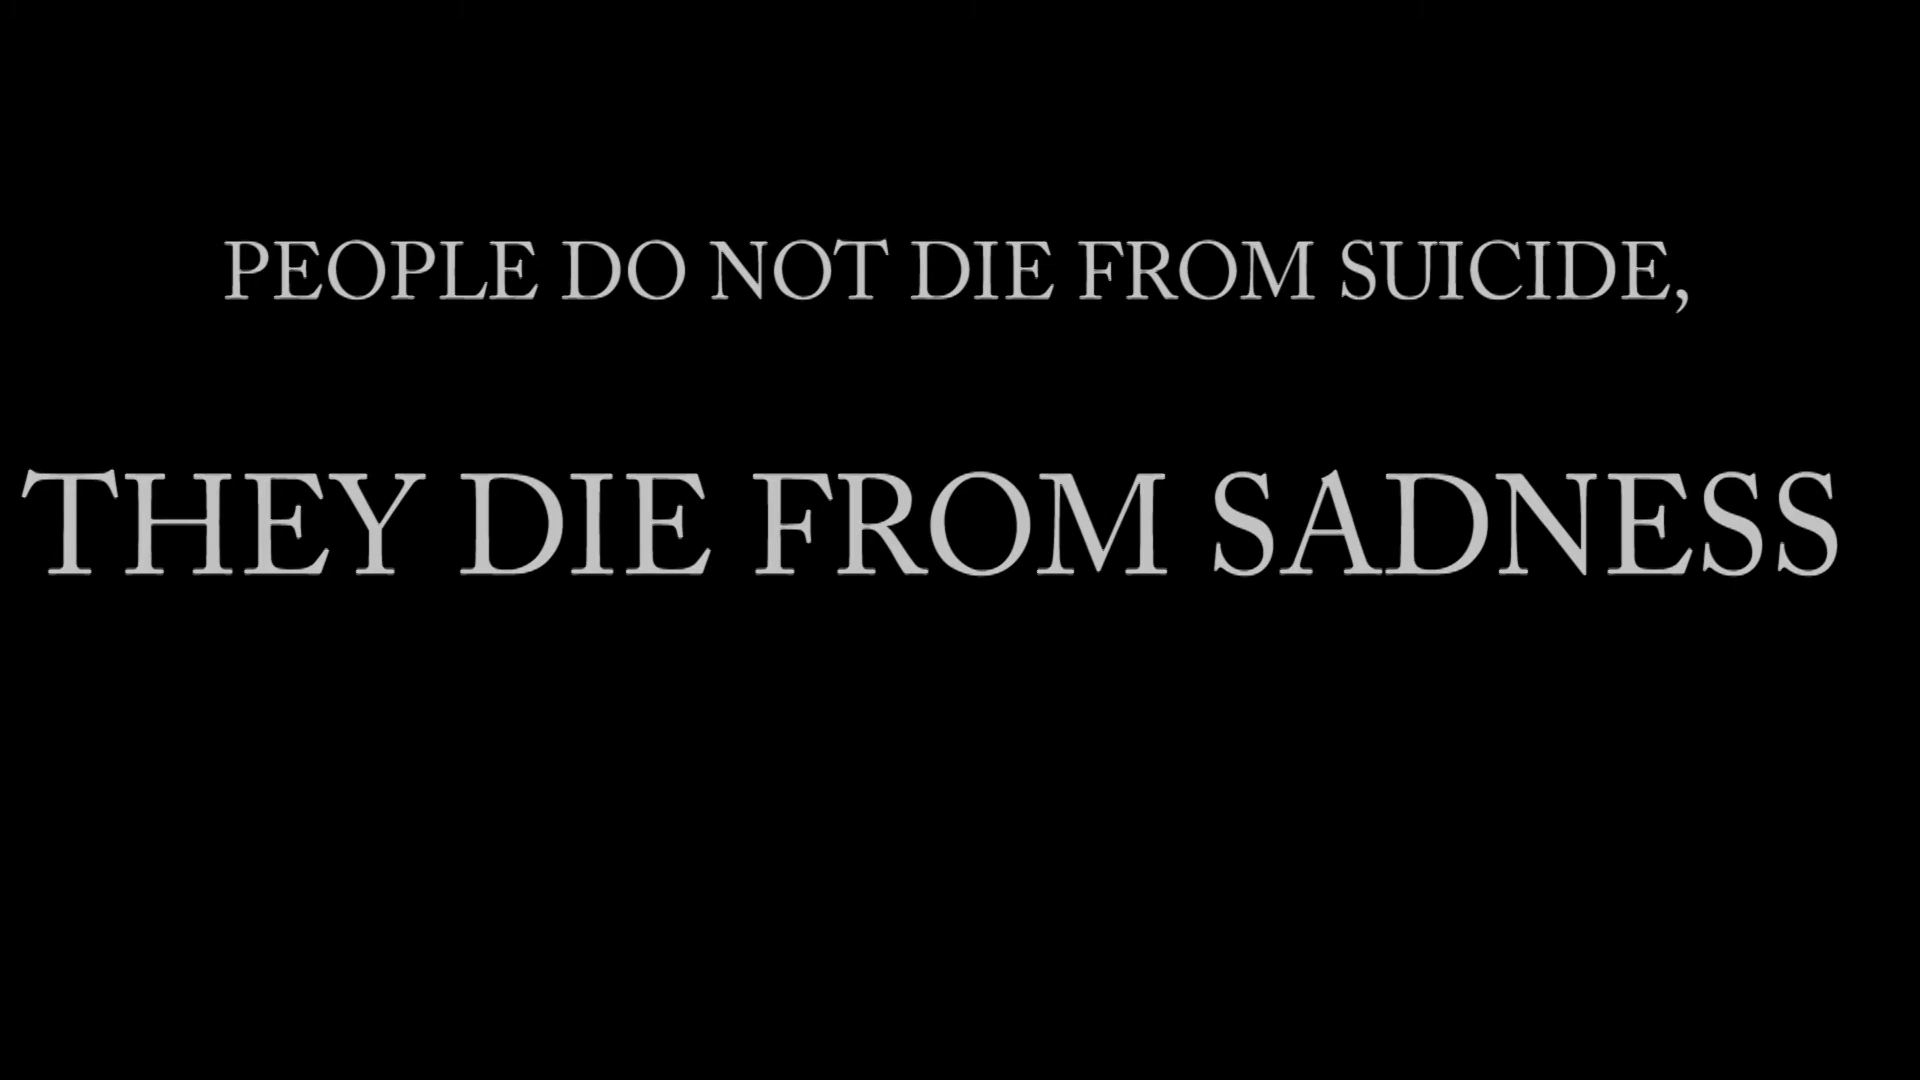 PEOPLE DO NOT DIE FROM SUICIDE,
THEY DIE FROM SADNESS